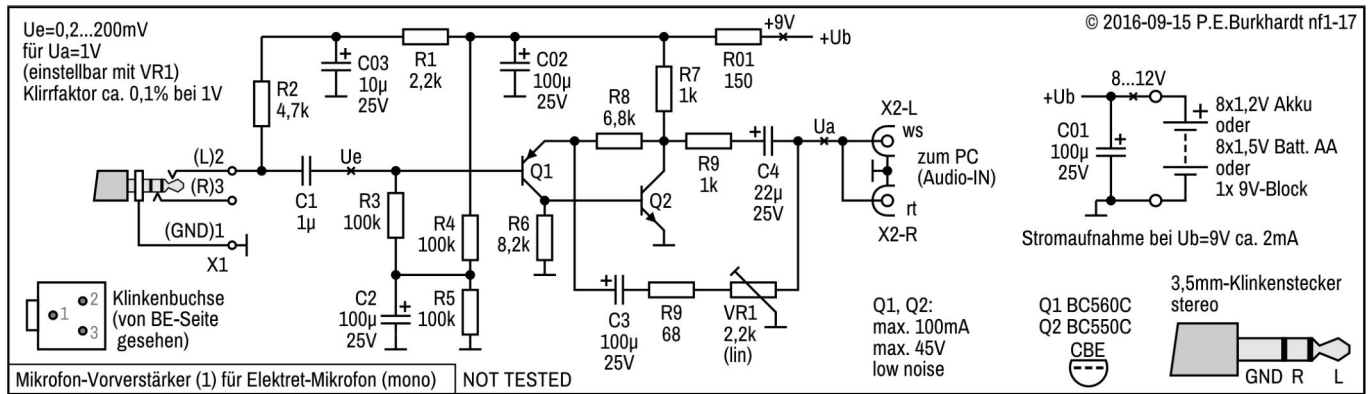 Ue=0,2...200mV
für Ua=1V
(einstellbar mit VR1)
Klirrfaktor ca. 0,1% bei 1V
© 2016-09-15 P.E.Burkhardt nf1-17
+9V
+Ub
C03
10µ
25V
R1
2,2k
C02
100µ
25V
R01
150
R2
4,7k
R7
1k
R8
6,8k
(L)2
(R)3
(GND)1
X1
C1
1µ
Ue
R3
100k
R4
100k
Q1
R6
8,2k
Q2
R9
1k
C4
22µ
25V
Ua
X2-L
ws
zum PC
(Audio-IN)
rt
X2-R
8...12V
+Ub
C01
100µ
25V
8x1,2V Akku
oder
8x1,5V Batt. AA
oder
1x 9V-Block
Stromaufnahme bei Ub=9V ca. 2mA
1
2
3
Klinkenbuchse
(von BE-Seite
gesehen)
C2
100µ
25V
R5
100k
C3
100µ
25V
R9
68
VR1
2,2k
(lin)
Q1, Q2:
max. 100mA
max. 45V
low noise
Q1 BC560C
Q2 BC550C
CBE
3,5mm-Klinkenstecker
stereo
GND R L
Mikrofon-Vorverstärker (1) für Elektret-Mikrofon (mono)
NOT TESTED